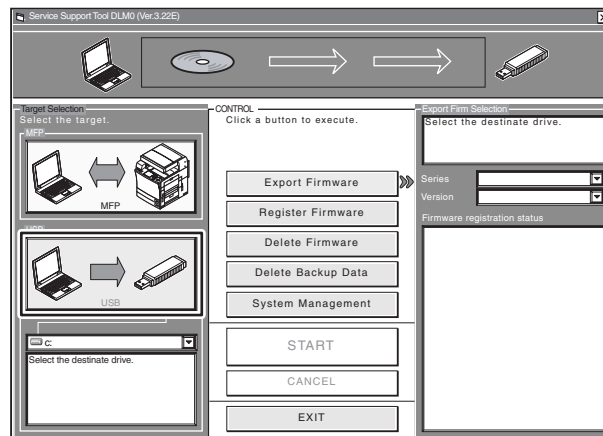 Service Support Tool DLM0 (Ver.3.22E)
Target Selection
Select the target.
MFP
MFP
USB
USB
c:
Select the destinate drive.
CONTROL
Click a button to execute.
Export Firmware
Register Firmware
Delete Firmware
Delete Backup Data
System Management
START
CANCEL
EXIT
Export Firm Selection
Select the destinate drive.
Series
Version
Firmware registration status